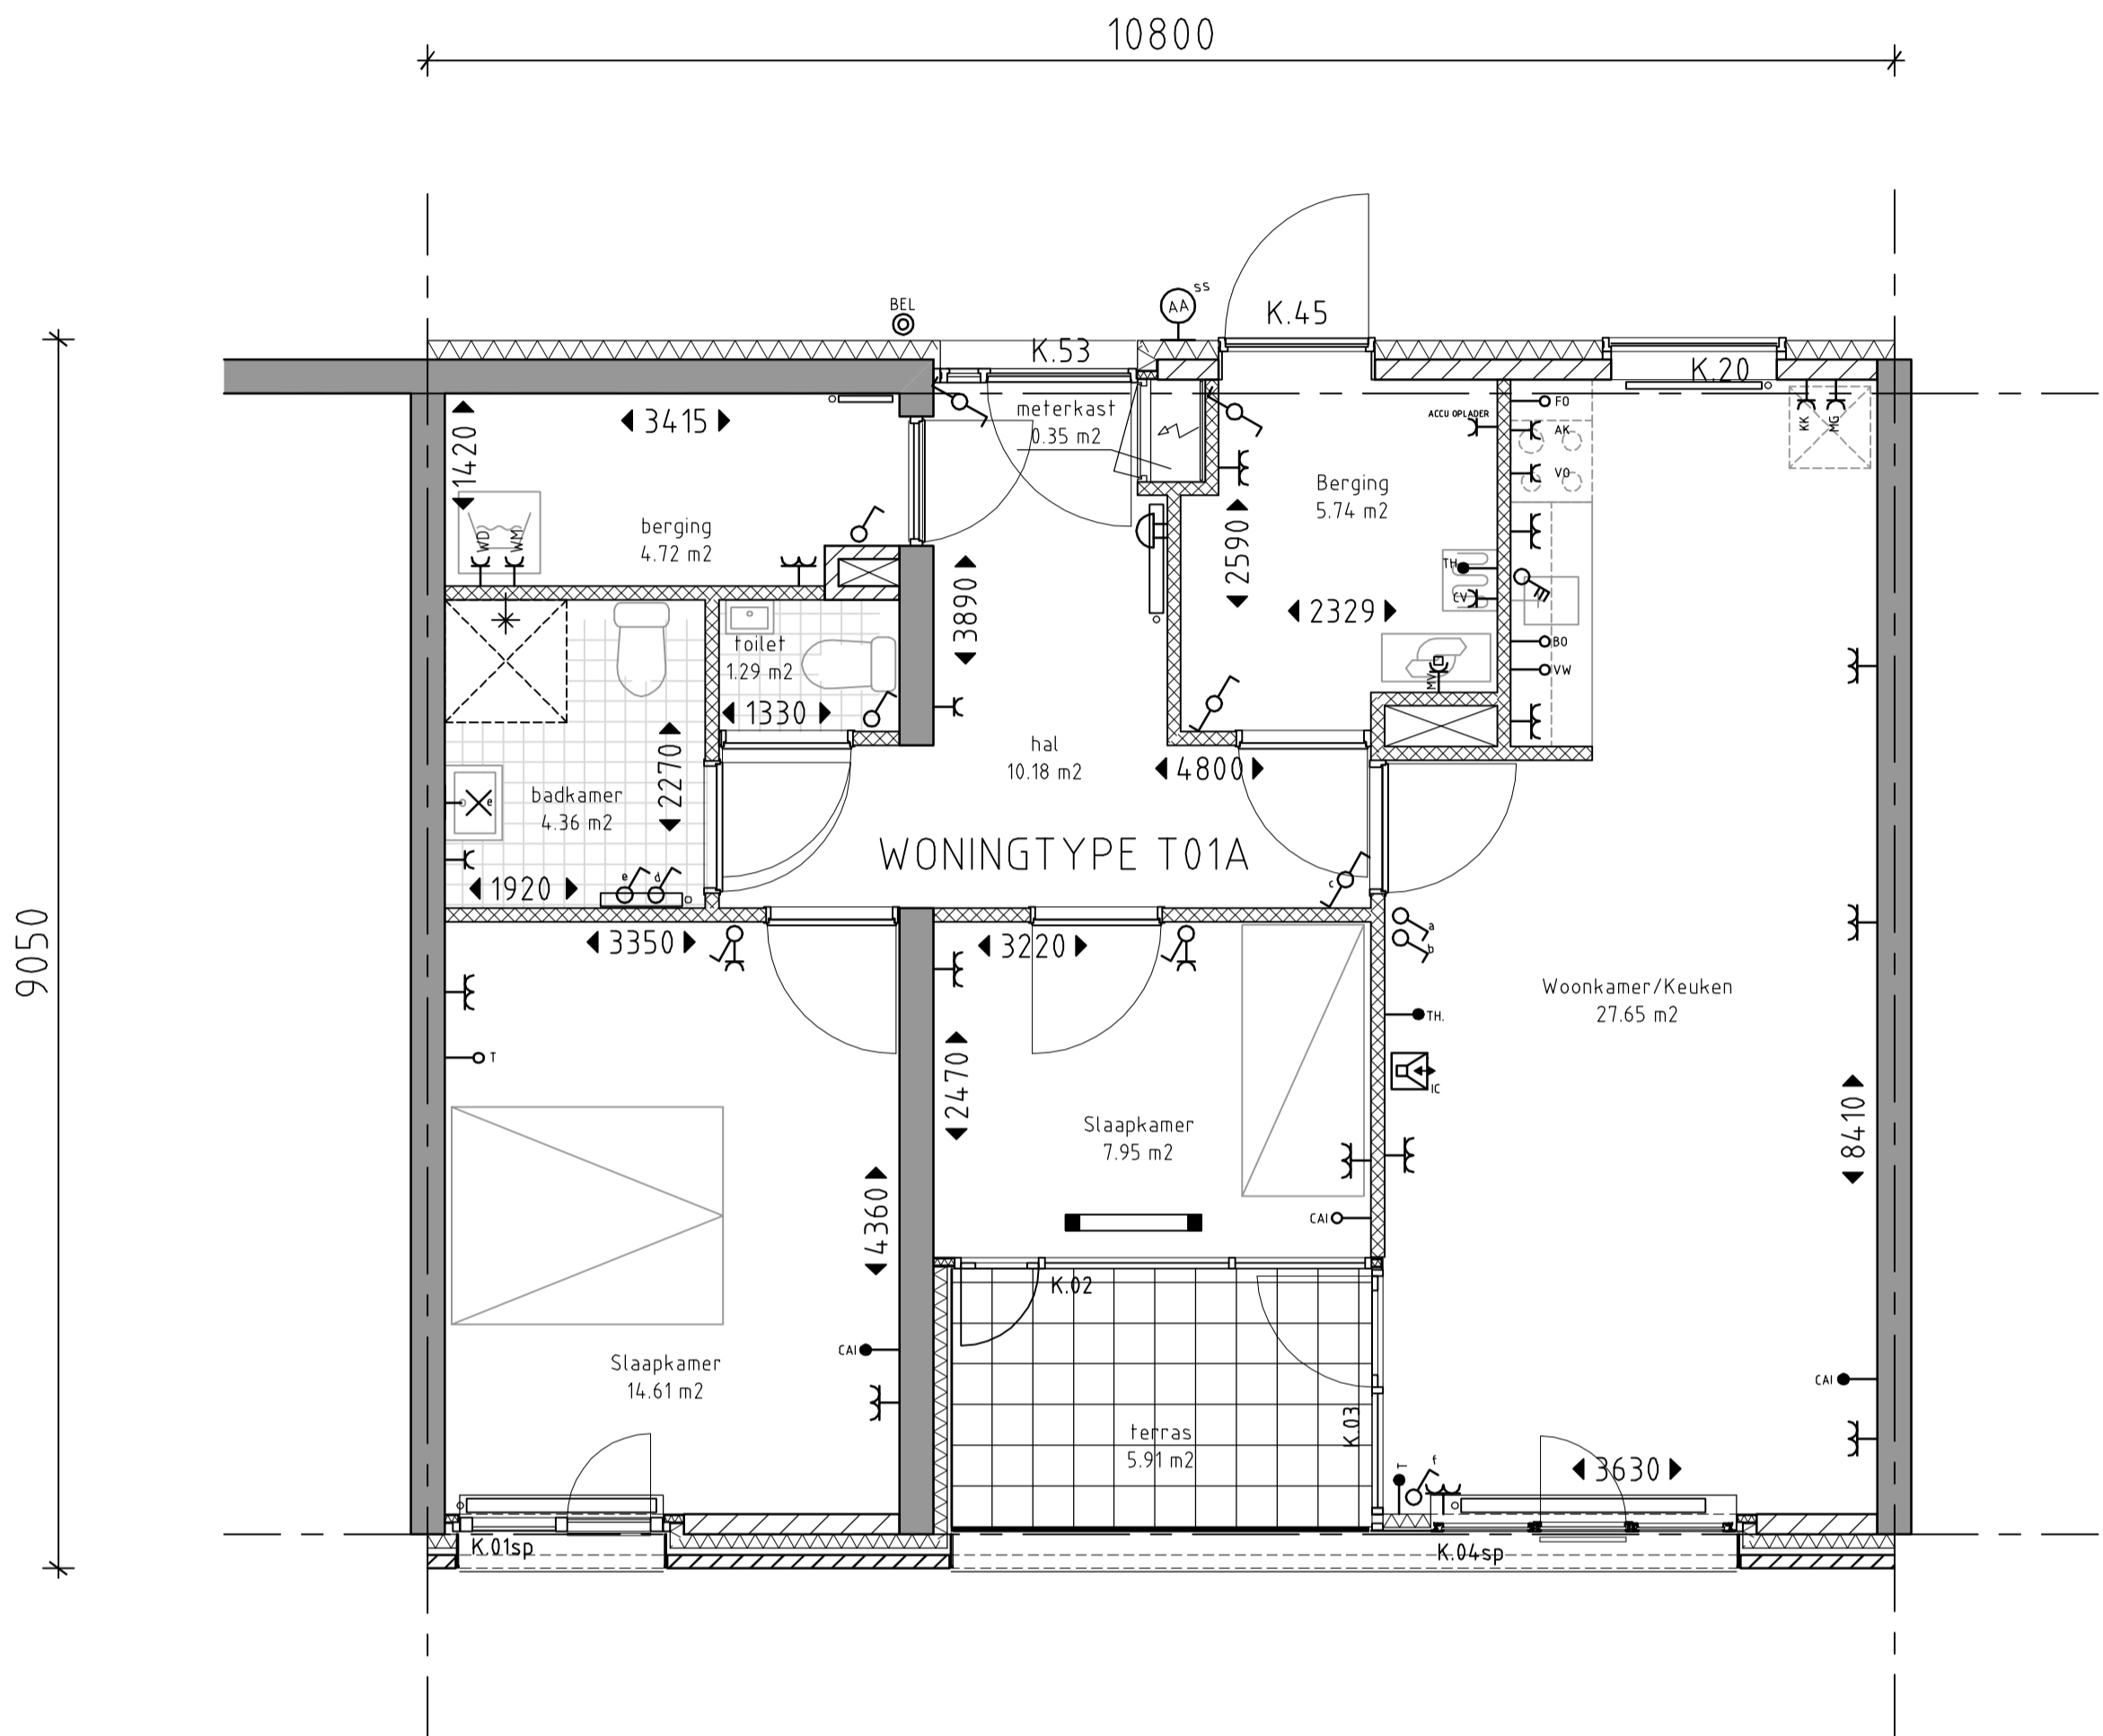 10800
BEL
AA
SS
K.45
K.53
K.20
meterkast
0.35 m2
3415
1420
ACCU OPLADER
FO
AK
VO
KK
MG
Berging
5.74 m2
berging
4.72 m2
WD
WM
2590
TH
CV
2329
3890
toilet
1.29 m2
BO
VW
MV
1330
hal
10.18 m2
4800
2270
badkamer
4.36 m2
e
WONINGTYPE T01A
1920
e
d
c
9050
3350
3220
a
b
Woonkamer/Keuken
27.65 m2
TH.
T
IC
2470
Slaapkamer
7.95 m2
8410
4360
CAI
K.02
CAI
Slaapkamer
14.61 m2
CAI
K.03
terras
5.91 m2
T
f
3630
K.01sp
K.04sp